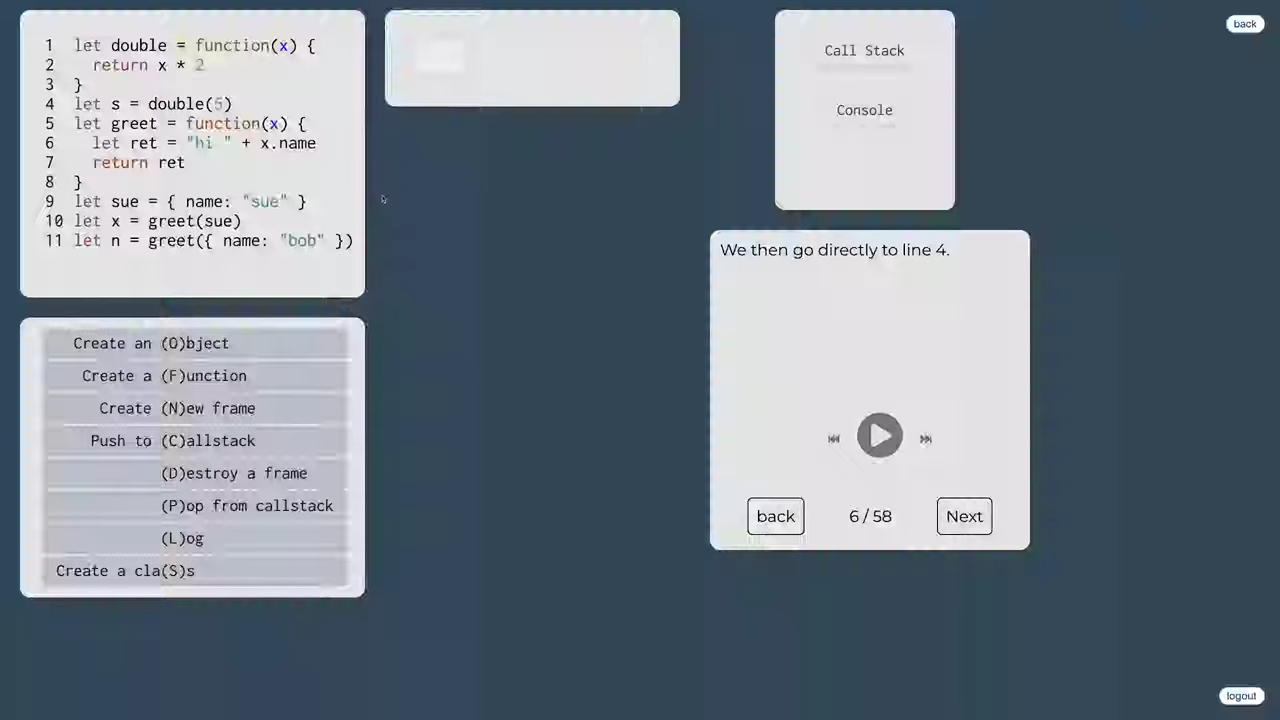 1 let double = function(x) {
2 return x * 2
3 }
4 let s = double(5)
5 let greet = function(x) {
6 let ret = "hi " + x.name
7 return ret
8 }
9 let sue = { name: "sue" }
10 let x = greet(sue)
11 let n = greet({ name: "bob" })
Create an (O)bject
Create a (F)unction
Create (N)ew frame
Push to (C)allstack
(D)estroy a frame
(P)op from callstack
(L)og
Create a cla(S)s
Call Stack
Console
We then go directly to line 4.
back 6 / 58 Next
back
logout